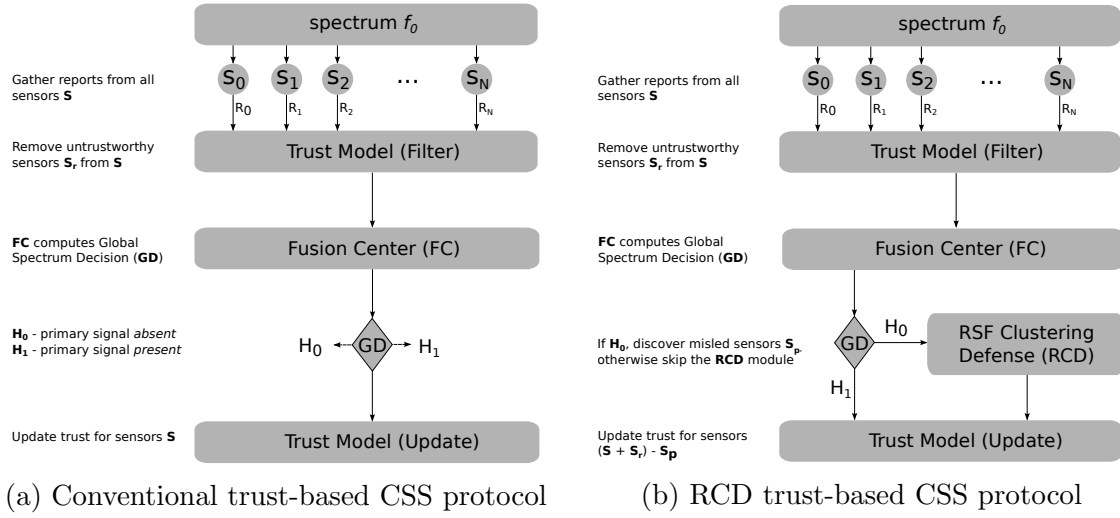 spectrum f0
Gather reports from all
sensors S
S0 S1 S2 ... SN
R0 R1 R2 RN
Remove untrustworthy
sensors Sr from S
Trust Model (Filter)
FC computes Global
Spectrum Decision (GD)
Fusion Center (FC)
H0 - primary signal absent
H1 - primary signal present
H0 GD H1
Update trust for sensors S
Trust Model (Update)
(a) Conventional trust-based CSS protocol
spectrum f0
Gather reports from all
sensors S
S0 S1 S2 ... SN
R0 R1 R2 RN
Remove untrustworthy
sensors Sr from S
Trust Model (Filter)
FC computes Global
Spectrum Decision (GD)
Fusion Center (FC)
If H0, discover misled sensors Sp.
otherwise skip the RCD module
GD
H0
H1
RSF Clustering
Defense (RCD)
Update trust for sensors
(S + Sr) - Sp
Trust Model (Update)
(b) RCD trust-based CSS protocol